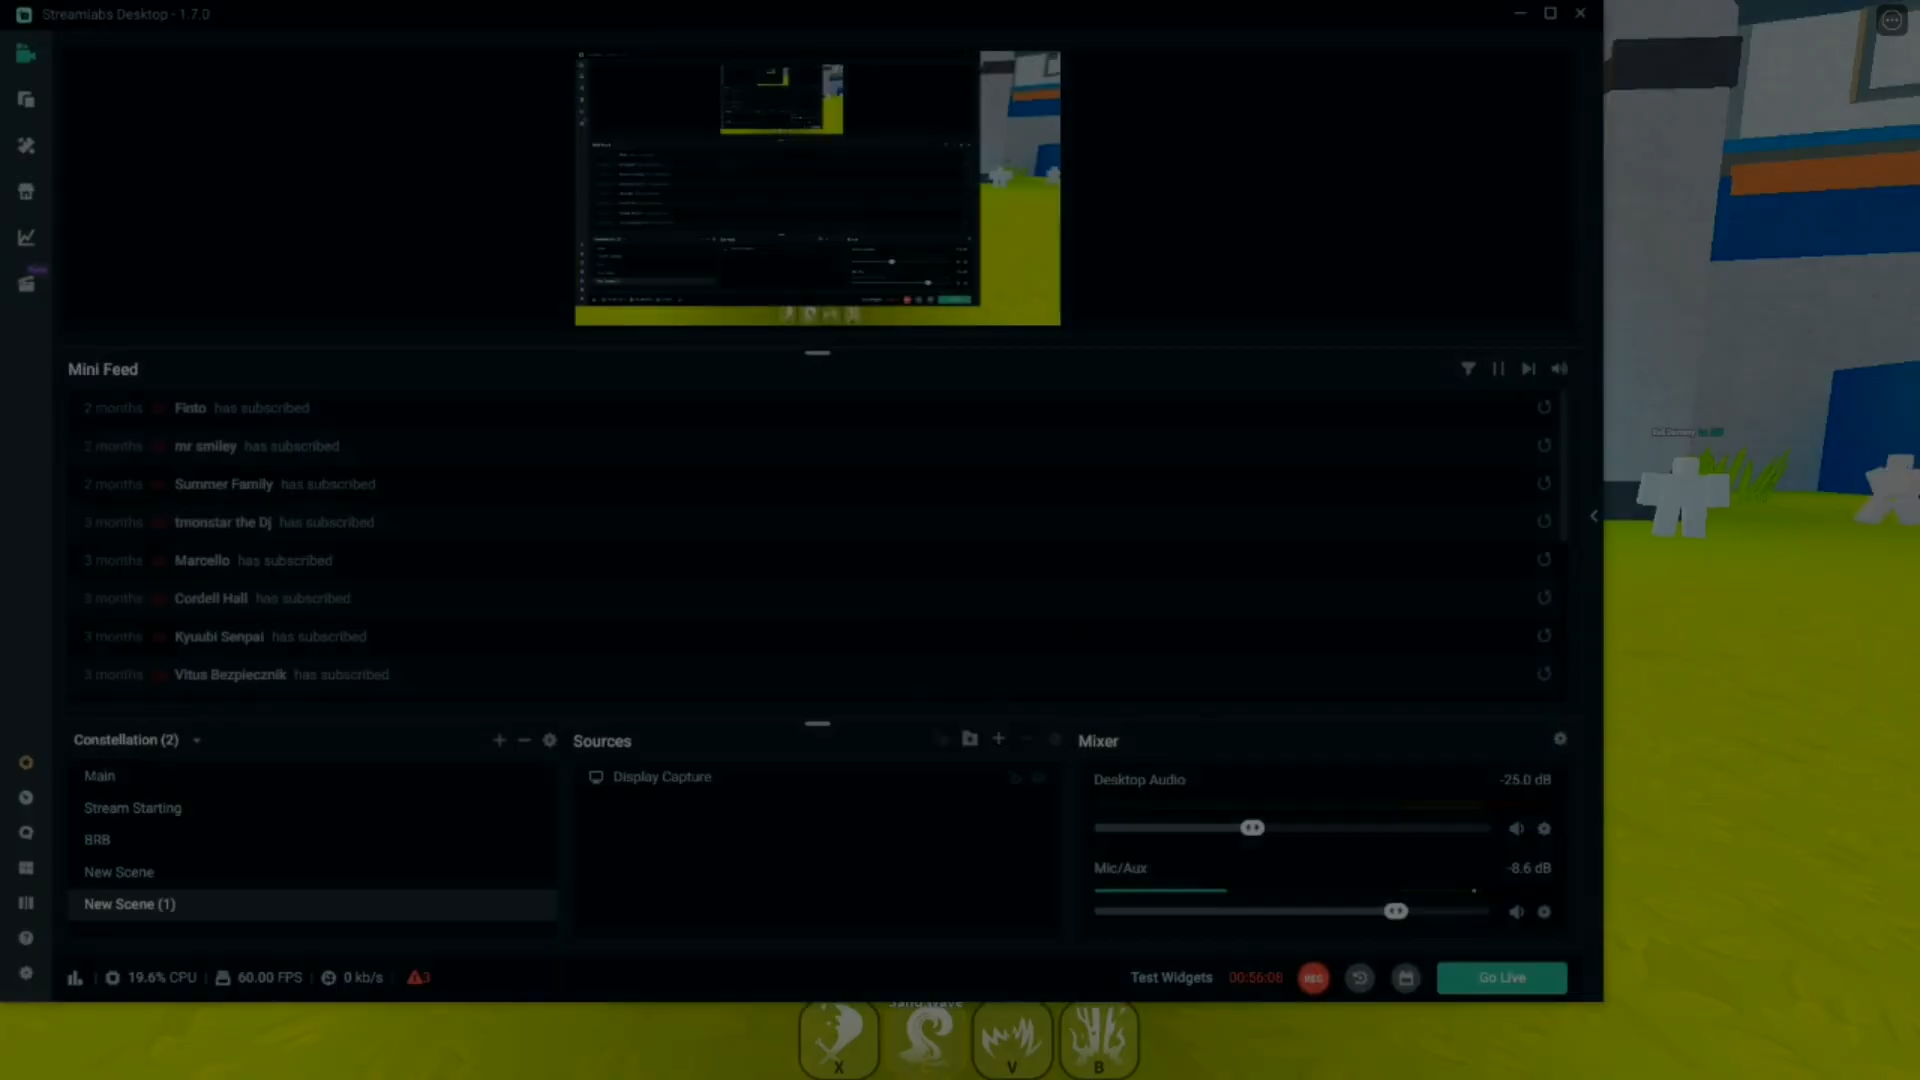 Streamlabs Desktop - 1.7.0
Mini Feed
2 months Finto has subscribed
2 months mr smiley has subscribed
2 months Summer Family has subscribed
3 months tmonstar the Dj has subscribed
3 months Marcello has subscribed
3 months Cordell Hall has subscribed
3 months Kyuubi Senpai has subscribed
3 months Vitus Bezpiecznik has subscribed
Constellation (2)
Main
Stream Starting
BRB
New Scene
New Scene (1)
Sources
Display Capture
Mixer
Desktop Audio -25.0 dB
Mic/Aux -8.6 dB
19.6% CPU 60.00 FPS 0 kb/s 3
Test Widgets 00:56:08 REC Go Live
X V B